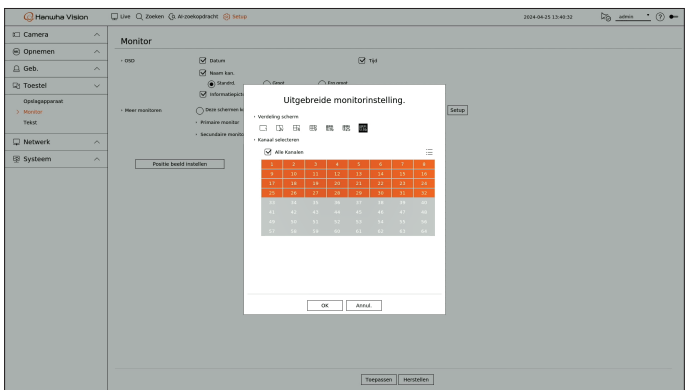 Hanwha Vision
Live Zoeken AI-zoekopdracht Setup
2024-04-25 13:40:32
admin
Camera
Opnemen
Geb.
Toestel
Opslagapparaat
Monitor
Tekst
Netwerk
Systeem
Monitor
OSD
Datum
Tijd
Naam kan.
Standrd.
Groot
Erg groot
Meer monitoren
Primaire monitor
Setup
Positie beeld instellen
Uitgebreide monitorinstelling.
Verdeling scherm
Kanaal selecteren
Alle Kanalen
1 2 3 4 5 6 7 8
9 10 11 12 13 14 15 16
17 18 19 20 21 22 23 24
25 26 27 28 29 30 31 32
33 34 35 36 37 38 39 40
41 42 43 44 45 46 47 48
49 50 51 52 53 54 55 56
57 58 59 60 61 62 63 64
OK
Annul.
Toepassen
Herstellen